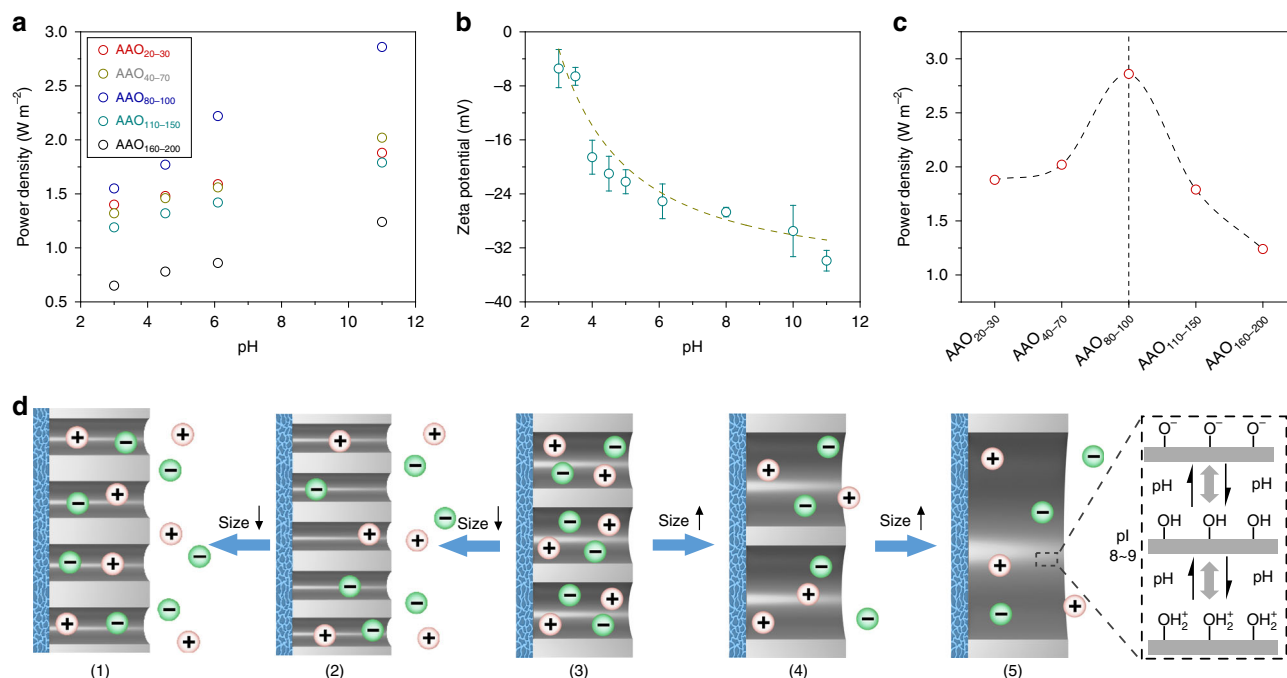 a
3.0
2.5
2.0
1.5
1.0
0.5
Power density (W m⁻²)
AAO₂₀₋₃₀
AAO₄₀₋₇₀
AAO₈₀₋₁₀₀
AAO₁₁₀₋₁₅₀
AAO₁₆₀₋₂₀₀
2 4 6 8 10 12
pH
b
0
−8
−16
−24
−32
−40
Zeta potential (mV)
2 4 6 8 10 12
pH
c
3.0
2.5
2.0
1.5
1.0
Power density (W m⁻²)
AAO₂₀₋₃₀
AAO₄₀₋₇₀
AAO₈₀₋₁₀₀
AAO₁₁₀₋₁₅₀
AAO₁₆₀₋₂₀₀
d
Size ↓
Size ↓
Size ↑
Size ↑
(1) (2) (3) (4) (5)
O⁻ O⁻ O⁻
pH pH
OH OH OH
pI
8~9
pH pH
OH₂⁺ OH₂⁺ OH₂⁺